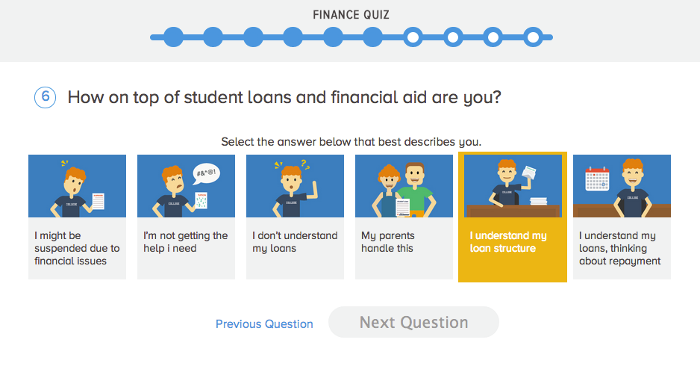 FINANCE QUIZ
6 How on top of student loans and financial aid are you?
Select the answer below that best describes you.
#&*@!
I might be
suspended due to
financial issues
I'm not getting the
help i need
I don't understand
my loans
My parents
handle this
I understand my
loan structure
I understand my
loans, thinking
about repayment
Previous Question
Next Question